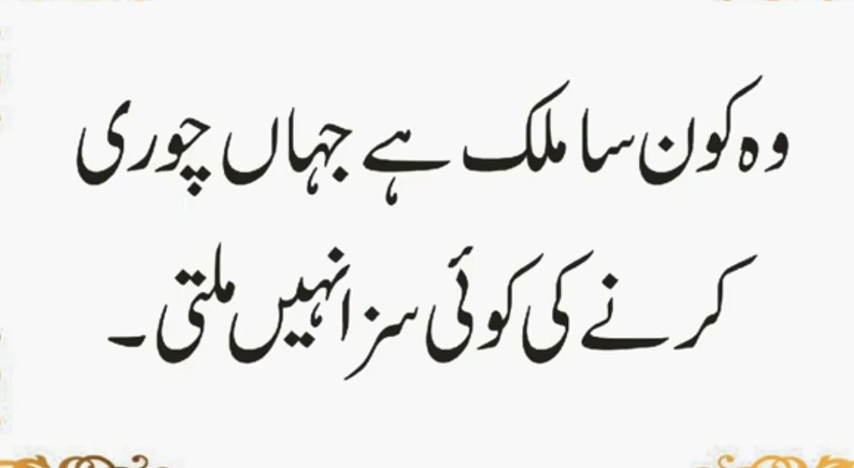 وہ کون سا ملک ہے جہاں چوری
کرنے کی کوئی سزا نہیں ملتی ۔